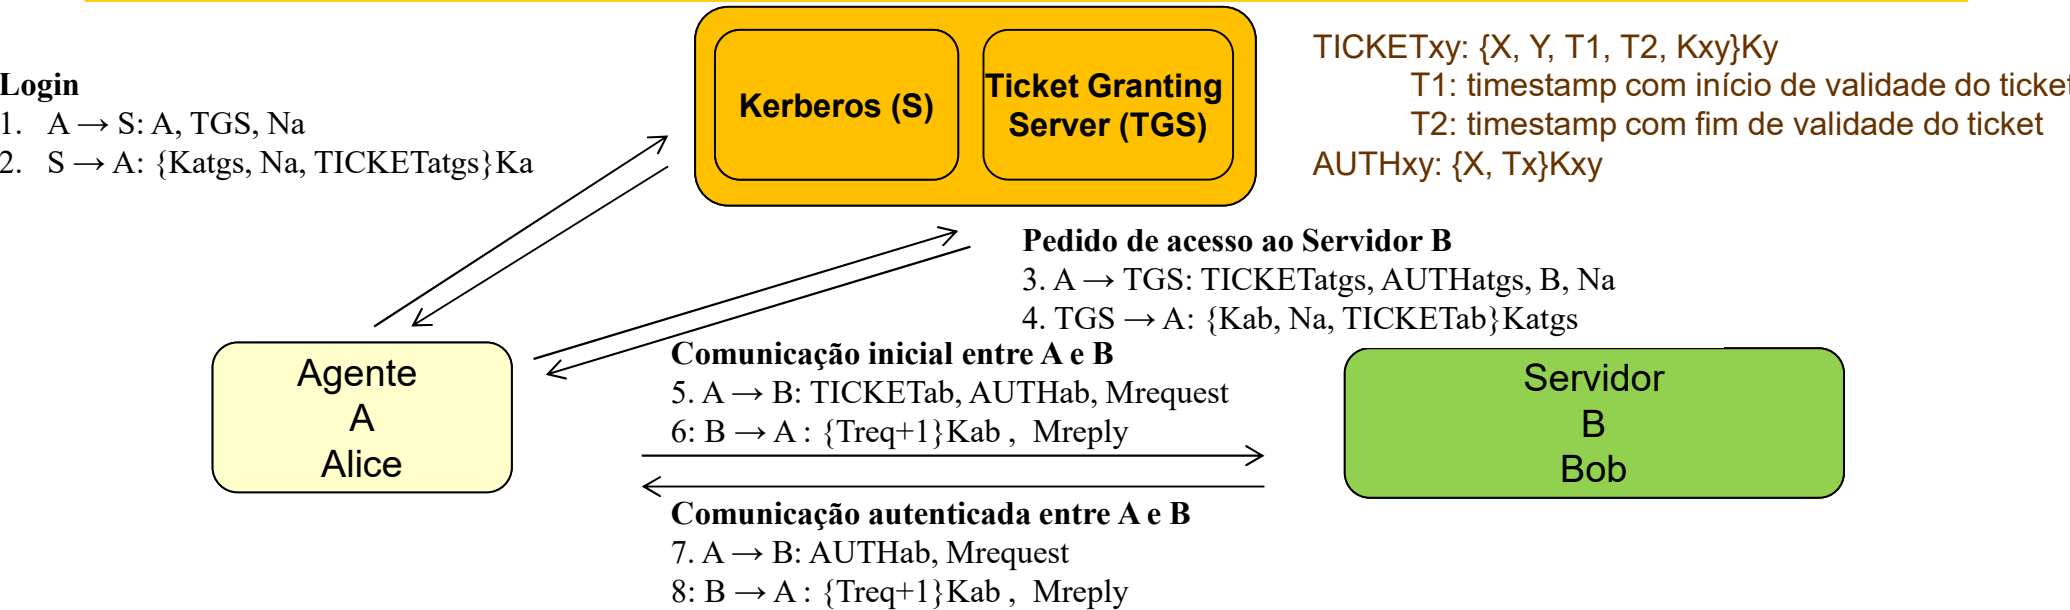 Login
1. A → S: A, TGS, Na
2. S → A: {Katgs, Na, TICKETatgs}Ka
Kerberos (S)
Ticket Granting
Server (TGS)
TICKETxy: {X, Y, T1, T2, Kxy}Ky
T1: timestamp com início de validade do ticket
T2: timestamp com fim de validade do ticket
AUTHxy: {X, Tx}Kxy
Pedido de acesso ao Servidor B
3. A → TGS: TICKETatgs, AUTHatgs, B, Na
4. TGS → A: {Kab, Na, TICKETab}Katgs
Agente
A
Alice
Comunicação inicial entre A e B
5. A → B: TICKETab, AUTHab, Mrequest
6: B → A : {Treq+1}Kab , Mreply
Servidor
B
Bob
Comunicação autenticada entre A e B
7. A → B: AUTHab, Mrequest
8: B → A : {Treq+1}Kab , Mreply